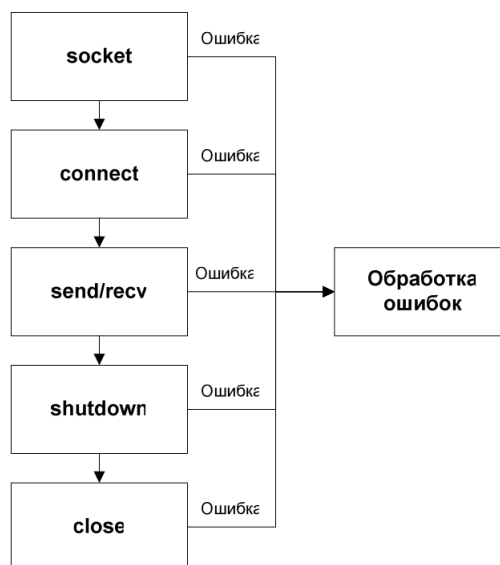 socket
Ошибка
connect
Ошибка
send/recv
Ошибка
Обработка
ошибок
shutdown
Ошибка
close
Ошибка